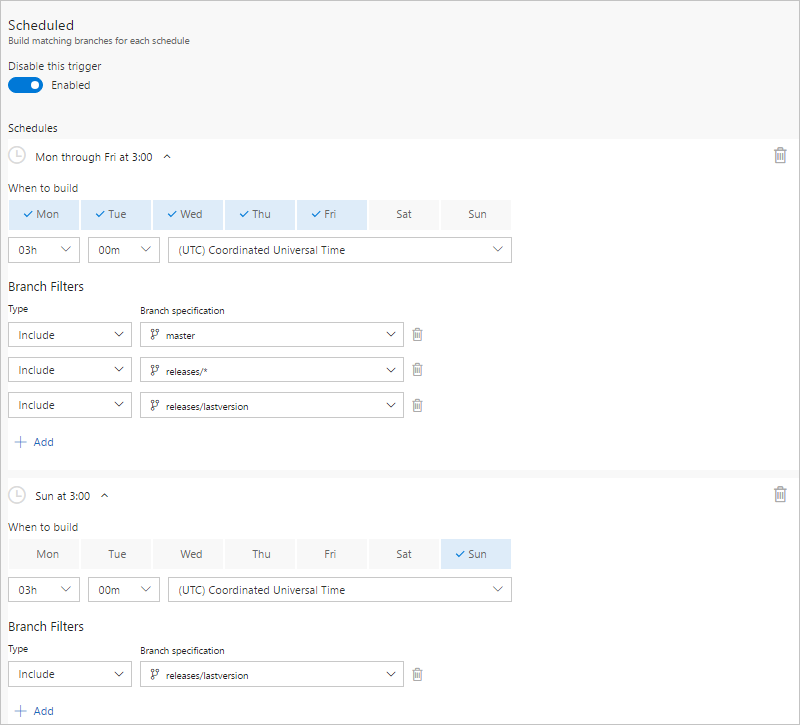 Scheduled
Build matching branches for each schedule
Disable this trigger
Enabled
Schedules
Mon through Fri at 3:00
When to build
Mon Tue Wed Thu Fri Sat Sun
03h 00m (UTC) Coordinated Universal Time
Branch Filters
Type Branch specification
Include master
Include releases/*
Include releases/lastversion
+ Add
Sun at 3:00
When to build
Mon Tue Wed Thu Fri Sat Sun
03h 00m (UTC) Coordinated Universal Time
Branch Filters
Type Branch specification
Include releases/lastversion
+ Add